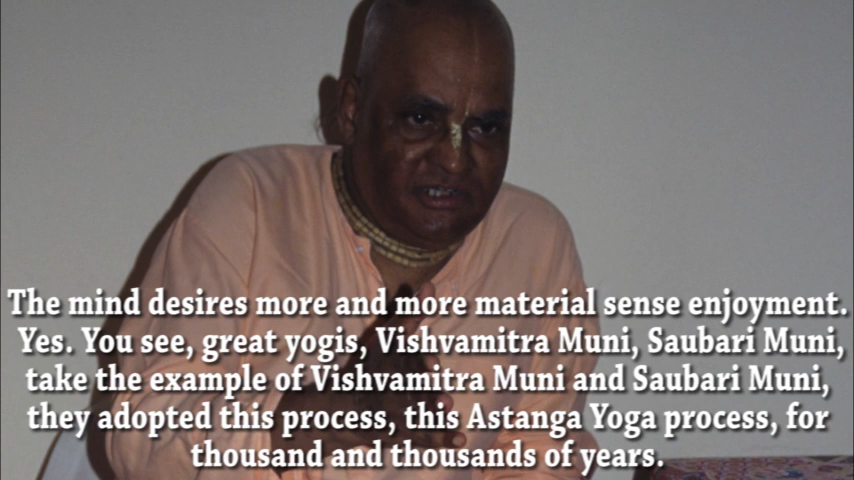 The mind desires more and more material sense enjoyment.
Yes. You see, great yogis, Vishvamitra Muni, Saubari Muni,
take the example of Vishvamitra Muni and Saubari Muni,
they adopted this process, this Astanga Yoga process, for
thousand and thousands of years.